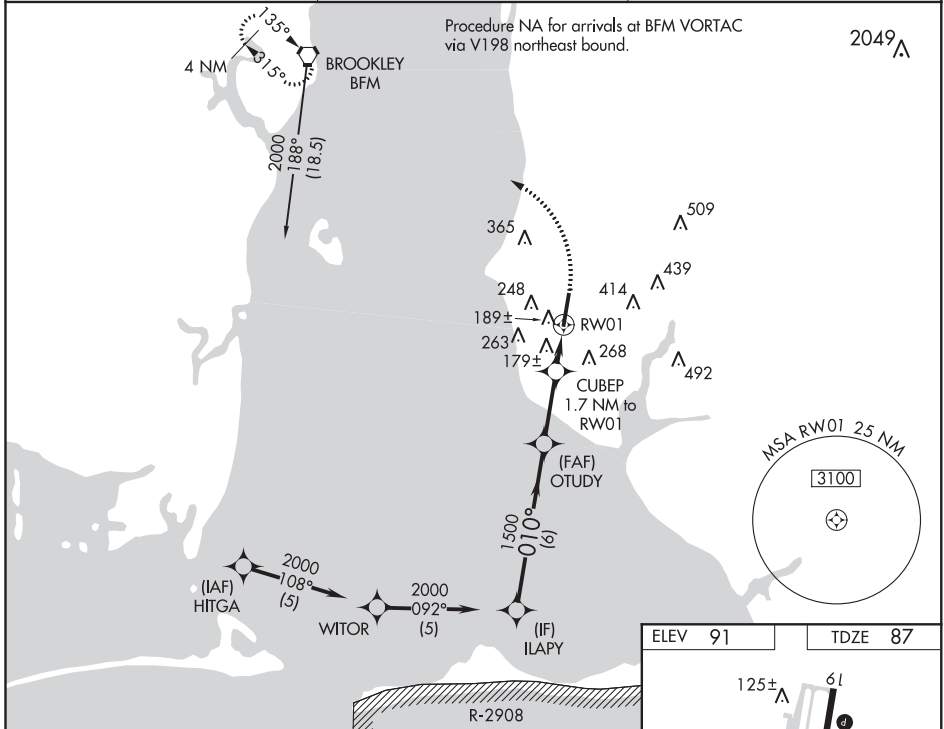 Procedure NA for arrivals at BFM VORTAC
via V198 northeast bound.
2049
135°
4 NM
315°
BROOKLEY
BFM
2000
188°
(18.5)
365
509
439
414
248
189±
RW01
263
179±
268
492
CUBEP
1.7 NM to
RW01
(FAF)
OTUDY
MSA RW01 25 NM
3100
1500
010°
(6)
(IAF)
HITGA
2000
108°
(5)
WITOR
2000
092°
(5)
(IF)
ILAPY
R-2908
ELEV 91
TDZE 87
125±
19
P